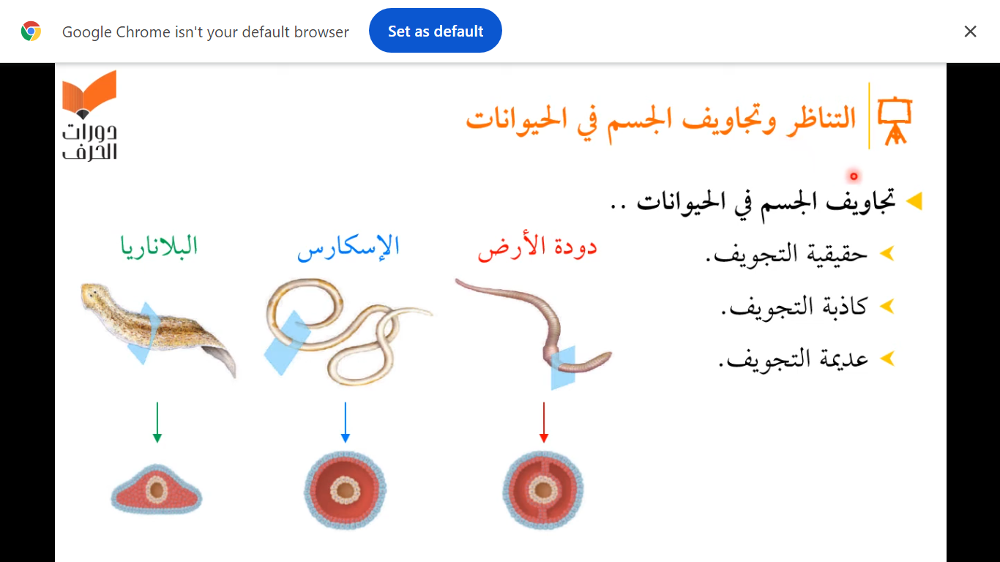 Google Chrome isn't your default browser
Set as default
دورات
الحرف
التناظر وتجاويف الجسم في الحيوانات
تجاويف الجسم في الحيوانات ..
حقيقية التجويف.
كاذبة التجويف.
عديمة التجويف.
دودة الأرض
الإسكارس
البلاناريا